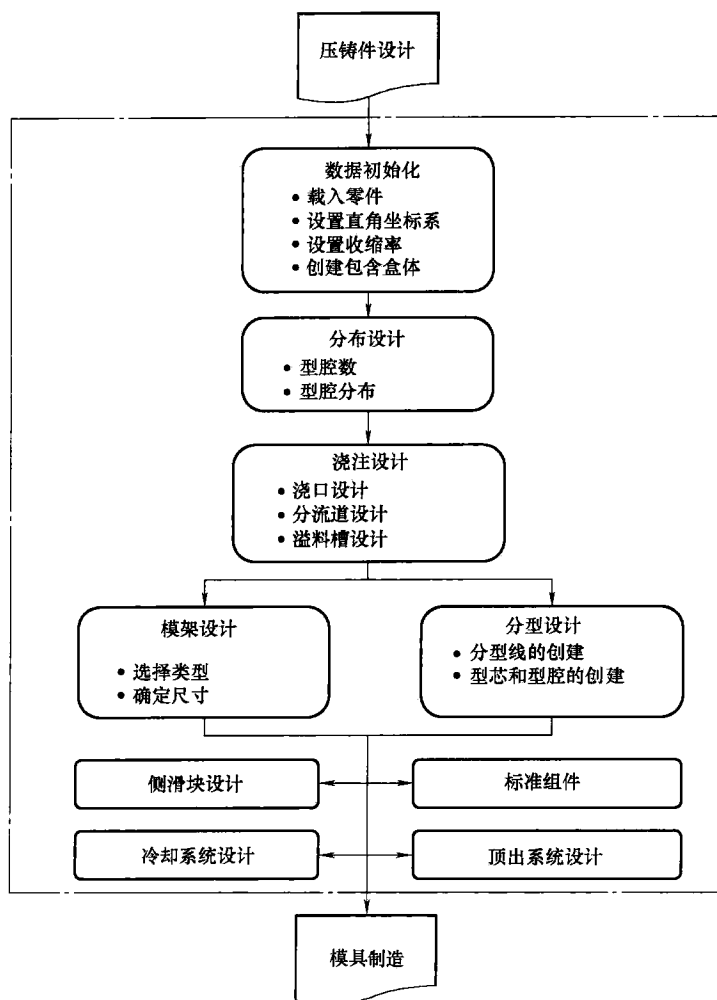 压铸件设计
数据初始化
• 载入零件
• 设置直角坐标系
• 设置收缩率
• 创建包含盒体
分布设计
• 型腔数
• 型腔分布
浇注设计
• 浇口设计
• 分流道设计
• 溢料槽设计
模架设计
• 选择类型
• 确定尺寸
分型设计
• 分型线的创建
• 型芯和型腔的创建
侧滑块设计
标准组件
冷却系统设计
顶出系统设计
模具制造